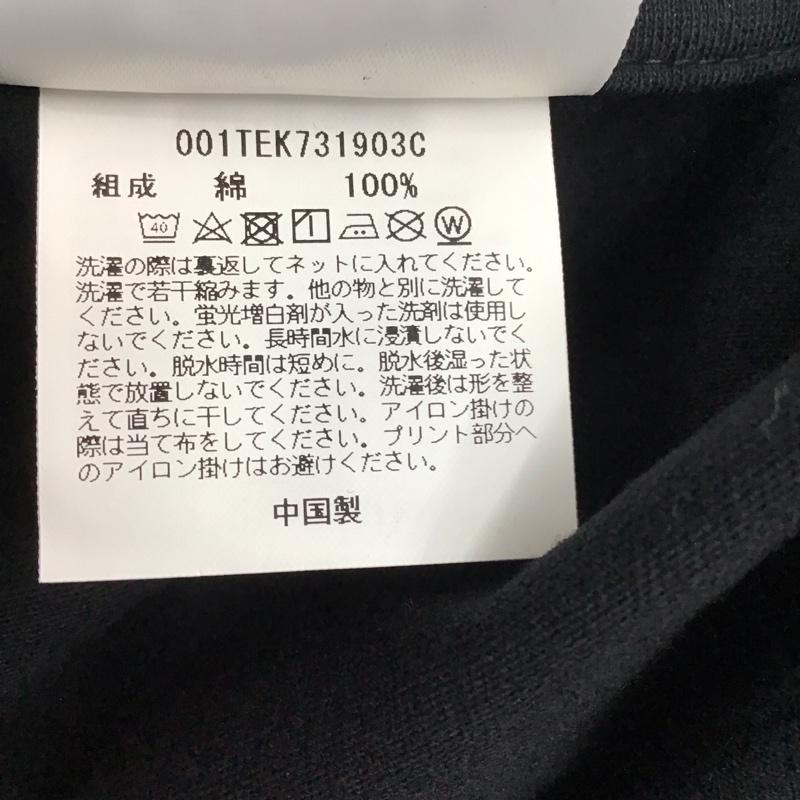 001TEK731903C
組成 綿 100%
40 W
洗濯の際は裏返してネットに入れてください。
洗濯で若干縮みます。他の物と別に洗濯して
ください。蛍光増白剤が入った洗剤は使用し
ないでください。長時間水に浸漬しないでく
ださい。脱水時間は短めに。脱水後湿った状
態で放置しないでください。洗濯後は形を整
えて直ちに干してください。アイロン掛けの
際は当て布をしてください。プリント部分へ
のアイロン掛けはお避けください。
中国製